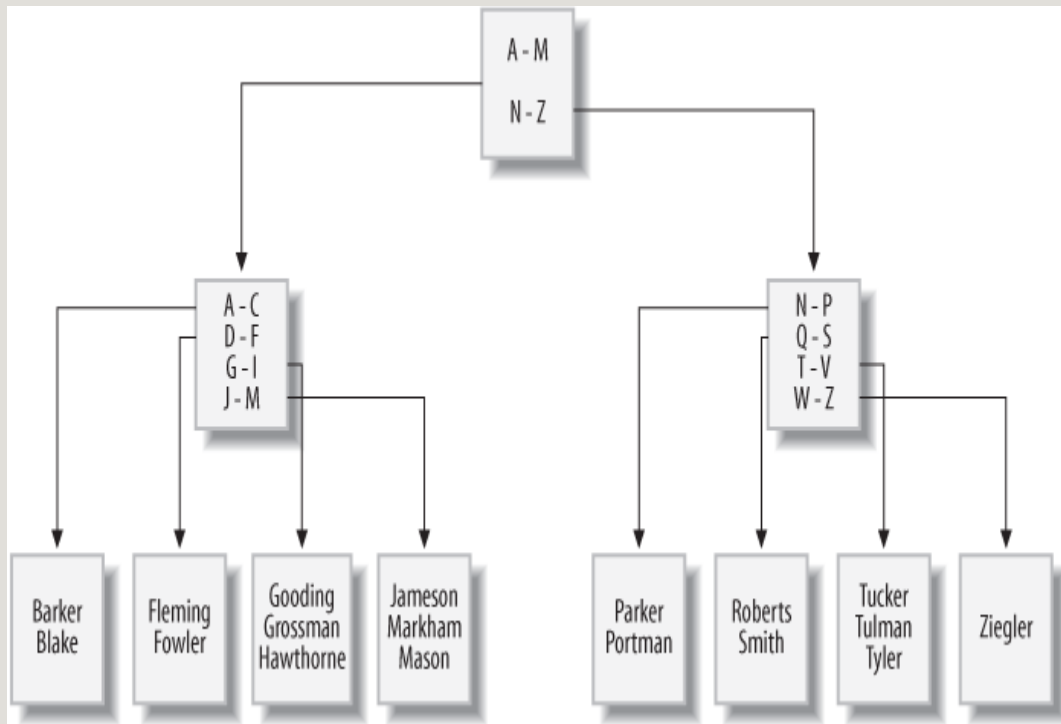 A - M
N - Z
A - C
D - F
G - I
J - M
N - P
Q - S
T - V
W - Z
Barker
Blake
Fleming
Fowler
Gooding
Grossman
Hawthorne
Jameson
Markham
Mason
Parker
Portman
Roberts
Smith
Tucker
Tulman
Tyler
Ziegler